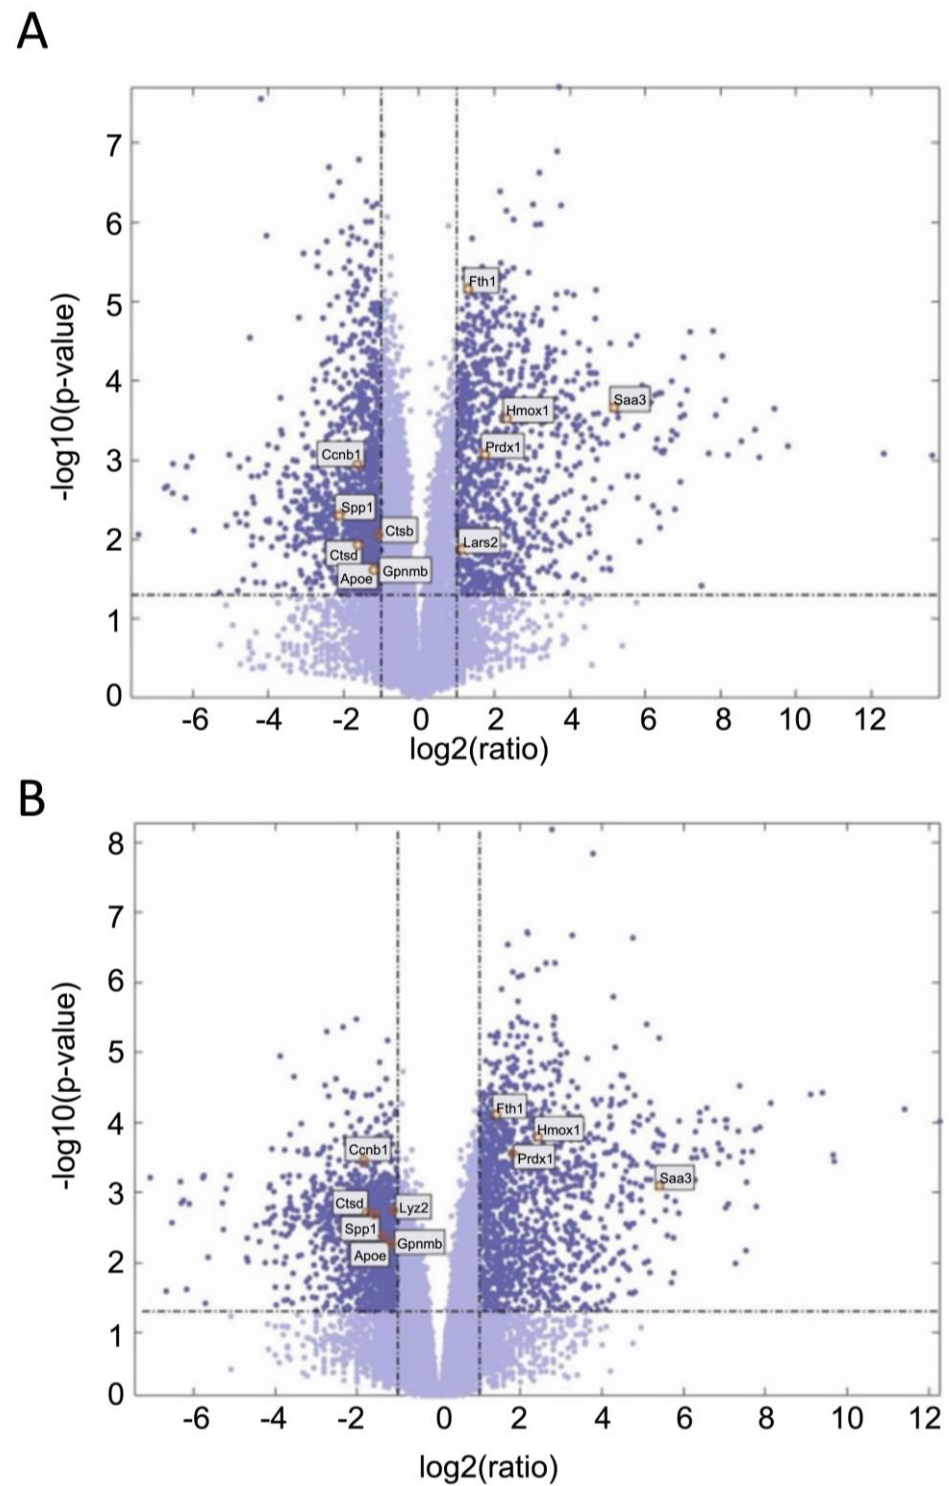 A
7
6
5
4
3
2
1
0
-log10(p-value)
Fth1
Saa3
Hmox1
Prdx1
Ccnb1
Spp1
Ctsb
Lars2
Ctsd
Apoe
Gpnmb
-6 -4 -2 0 2 4 6 8 10 12
log2(ratio)
B
8
7
6
5
4
3
2
1
0
-log10(p-value)
Fth1
Hmox1
Ccnb1
Prdx1
Saa3
Ctsd
Lyz2
Spp1
Gpnmb
Apoe
-6 -4 -2 0 2 4 6 8 10 12
log2(ratio)